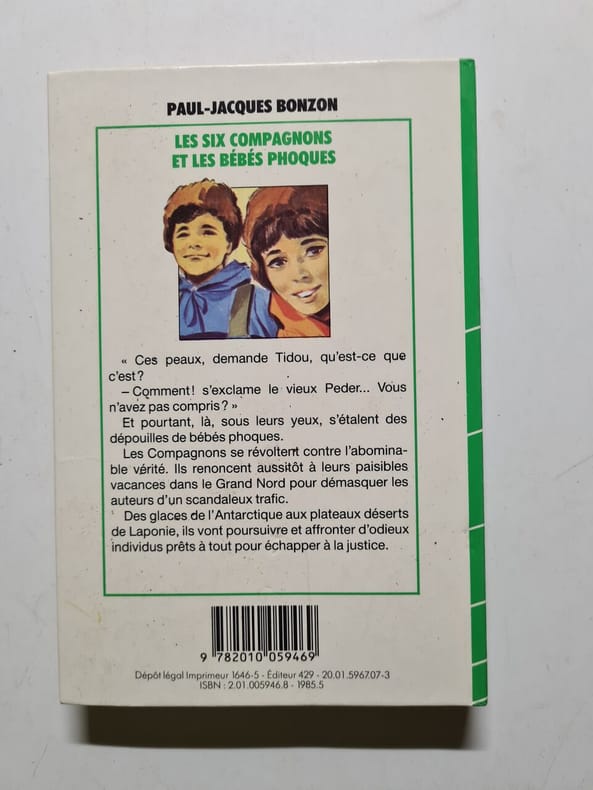 PAUL-JACQUES BONZON
LES SIX COMPAGNONS
ET LES BÉBÉS PHOQUES
« Ces peaux, demande Tidou, qu'est-ce que
c'est?
– Comment! s'exclame le vieux Peder... Vous
n'avez pas compris? »
Et pourtant, là, sous leurs yeux, s'étalent des
dépouilles de bébés phoques.
Les Compagnons se révoltent contre l'abomina-
ble vérité. Ils renoncent aussitôt à leurs paisibles
vacances dans le Grand Nord pour démasquer les
auteurs d'un scandaleux trafic.
Des glaces de l'Antarctique aux plateaux déserts
de Laponie, ils vont poursuivre et affronter d'odieux
individus prêts à tout pour échapper à la justice.
9 782010 059469
Dépôt légal Imprimeur 1646-5 - Éditeur 429 - 20.01.5967.07-3
ISBN : 2.01.005946.8 - 1985.5